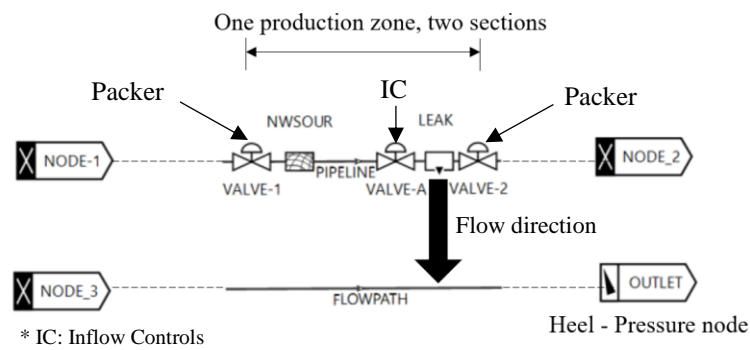 One production zone, two sections
IC
Packer
Packer
NWSOUR
LEAK
NODE-1
NODE_2
PIPELINE
VALVE-1
VALVE-A
VALVE-2
Flow direction
NODE_3
OUTLET
FLOWPATH
Heel - Pressure node
* IC: Inflow Controls